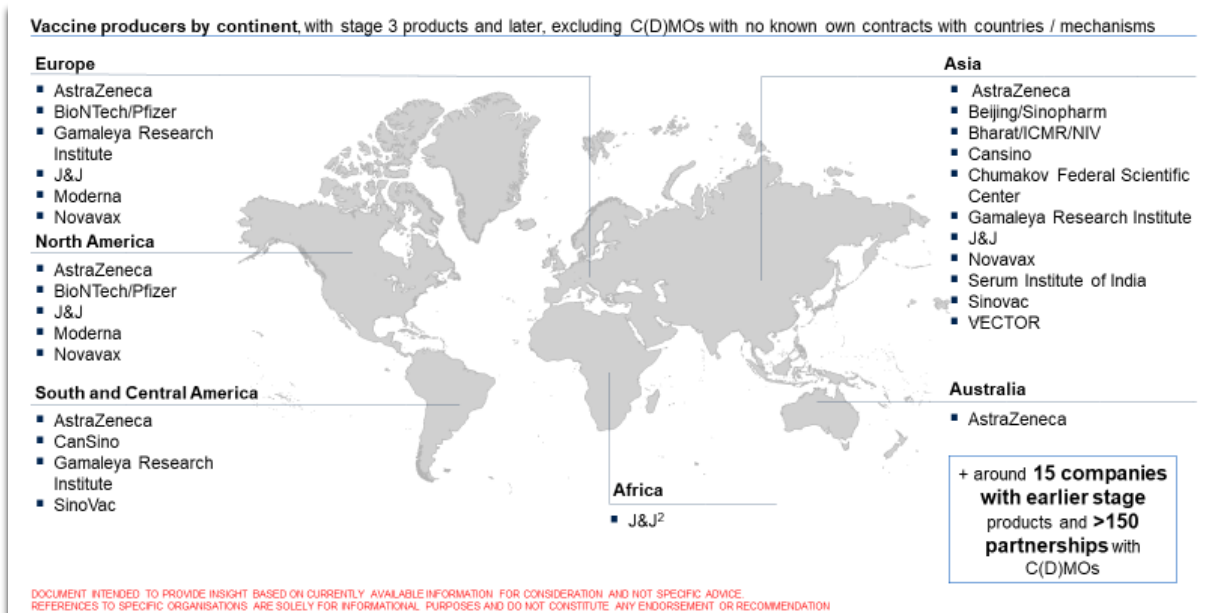 Vaccine producers by continent, with stage 3 products and later, excluding C(D)MOs with no known own contracts with countries / mechanisms
Europe
▪ AstraZeneca
▪ BioNTech/Pfizer
▪ Gamaleya Research
Institute
▪ J&J
▪ Moderna
▪ Novavax
North America
▪ AstraZeneca
▪ BioNTech/Pfizer
▪ J&J
▪ Moderna
▪ Novavax
South and Central America
▪ AstraZeneca
▪ CanSino
▪ Gamaleya Research
Institute
▪ SinoVac
Africa
▪ J&J²
Asia
▪ AstraZeneca
▪ Beijing/Sinopharm
▪ Bharat/ICMR/NIV
▪ Cansino
▪ Chumakov Federal Scientific
Center
▪ Gamaleya Research Institute
▪ J&J
▪ Novavax
▪ Serum Institute of India
▪ Sinovac
▪ VECTOR
Australia
▪ AstraZeneca
+ around 15 companies
with earlier stage
products and >150
partnerships with
C(D)MOs
DOCUMENT INTENDED TO PROVIDE INSIGHT BASED ON CURRENTLY AVAILABLE INFORMATION FOR CONSIDERATION AND NOT SPECIFIC ADVICE.
REFERENCES TO SPECIFIC ORGANISATIONS ARE SOLELY FOR INFORMATIONAL PURPOSES AND DO NOT CONSTITUTE ANY ENDORSEMENT OR RECOMMENDATION